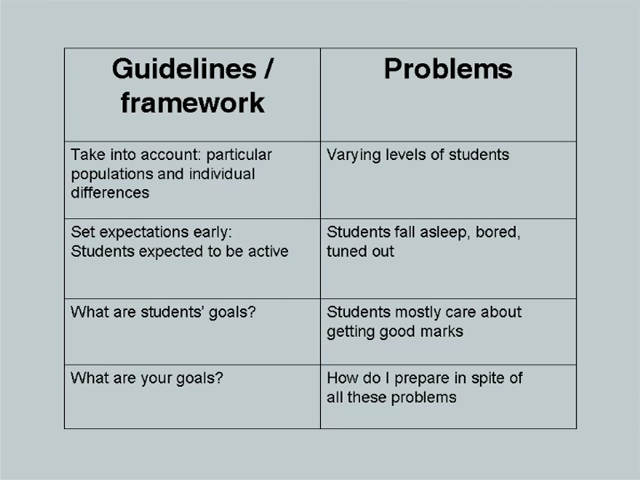 Guidelines /
framework
Problems
Take into account: particular
populations and individual
differences
Varying levels of students
Set expectations early:
Students expected to be active
Students fall asleep, bored,
tuned out
What are students’ goals?
Students mostly care about
getting good marks
What are your goals?
How do I prepare in spite of
all these problems